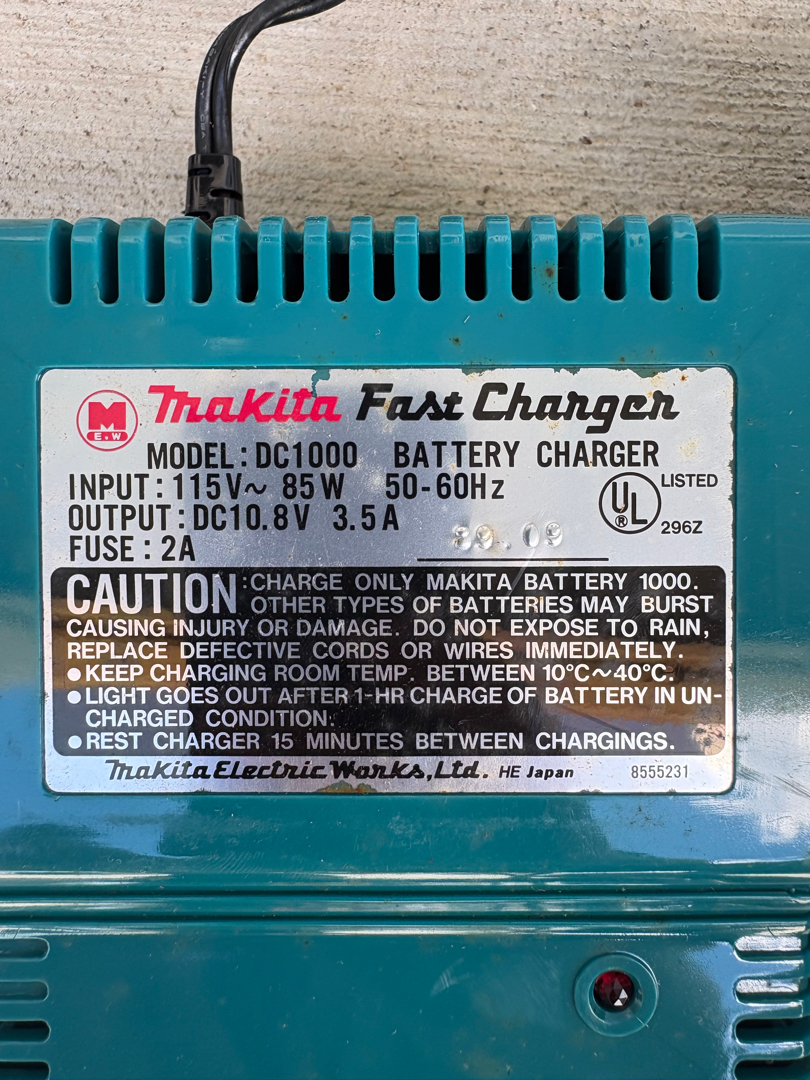 M
E.W
Makita Fast Charger
MODEL:DC1000 BATTERY CHARGER
INPUT:115V~ 85W 50-60Hz
OUTPUT:DC10.8V 3.5A
FUSE:2A
UL
®
LISTED
296Z
CAUTION:CHARGE ONLY MAKITA BATTERY 1000.
OTHER TYPES OF BATTERIES MAY BURST
CAUSING INJURY OR DAMAGE. DO NOT EXPOSE TO RAIN,
REPLACE DEFECTIVE CORDS OR WIRES IMMEDIATELY.
●KEEP CHARGING ROOM TEMP. BETWEEN 10°C~40°C.
●LIGHT GOES OUT AFTER 1-HR CHARGE OF BATTERY IN UN-
CHARGED CONDITION.
●REST CHARGER 15 MINUTES BETWEEN CHARGINGS.
Makita Electric Works, Ltd. HE Japan 8555231